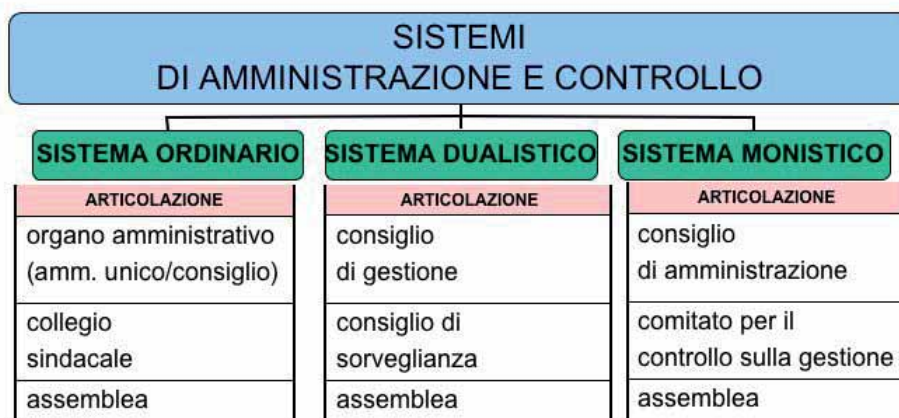 SISTEMI
DI AMMINISTRAZIONE E CONTROLLO
SISTEMA ORDINARIO
ARTICOLAZIONE
organo amministrativo
(amm. unico/consiglio)
collegio
sindacale
assemblea
SISTEMA DUALISTICO
ARTICOLAZIONE
consiglio
di gestione
consiglio di
sorveglianza
assemblea
SISTEMA MONISTICO
ARTICOLAZIONE
consiglio
di amministrazione
comitato per il
controllo sulla gestione
assemblea